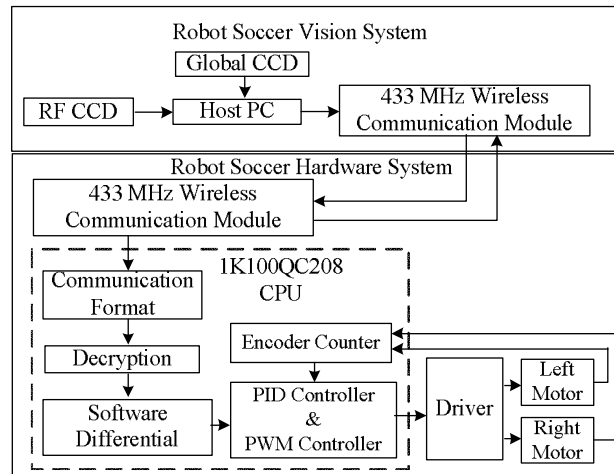 Robot Soccer Vision System
Global CCD
RF CCD
Host PC
433 MHz Wireless
Communication Module
Robot Soccer Hardware System
433 MHz Wireless
Communication Module
1K100QC208
CPU
Communication
Format
Decryption
Software
Differential
Encoder Counter
PID Controller
&
PWM Controller
Driver
Left
Motor
Right
Motor